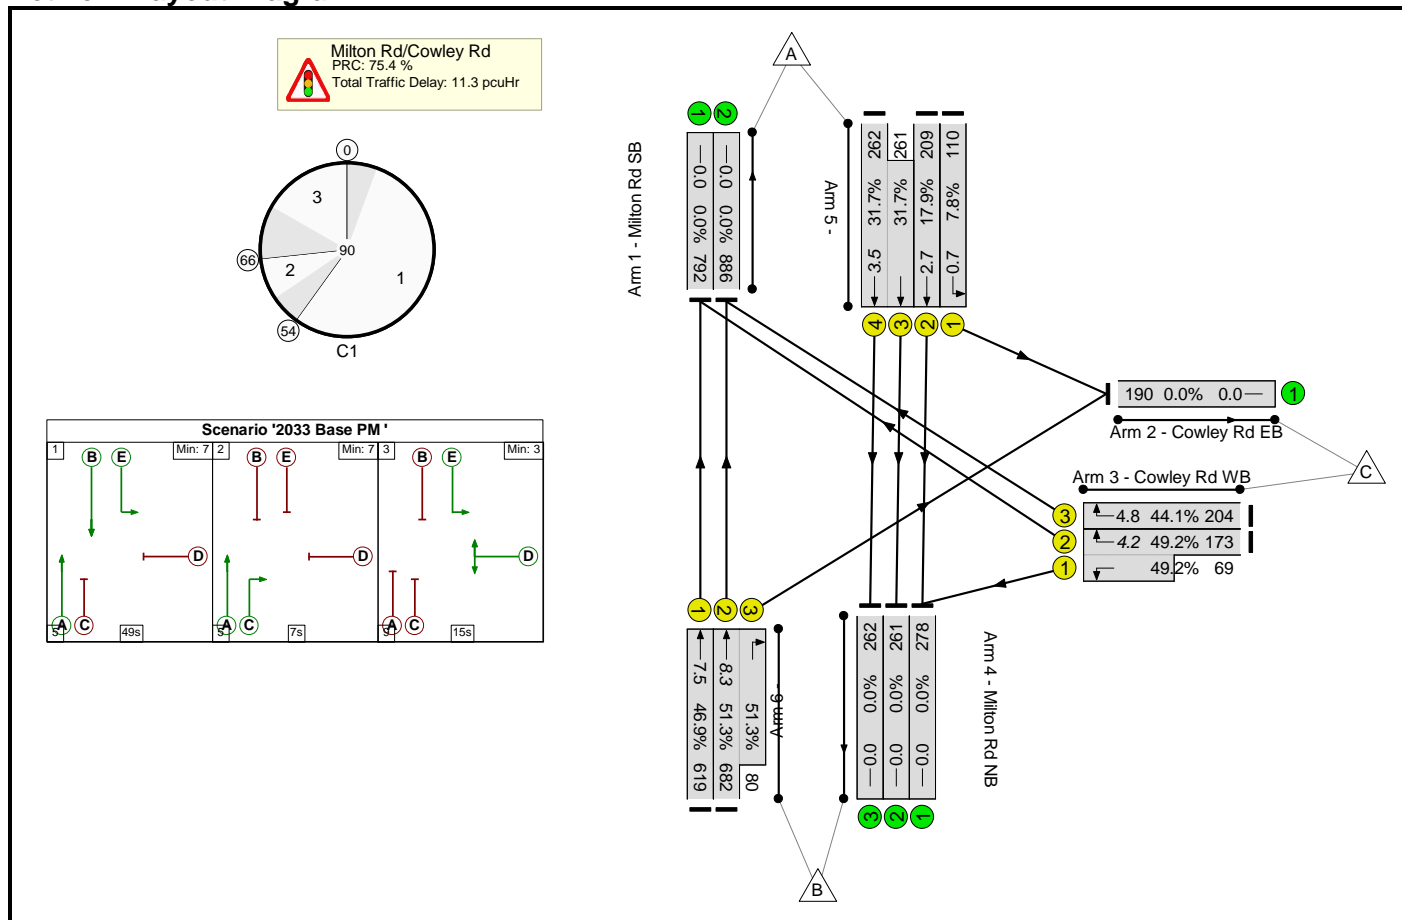 Milton Rd/Cowley Rd
PRC: 75.4 %
Total Traffic Delay: 11.3 pcuHr
0
3
90
66
2
1
54
C1
Scenario '2033 Base PM '
1
Min: 7
2
Min: 7
3
Min: 3
B
E
B
E
B
E
D
D
D
A
C
A
C
A
C
5
49s
5
7s
9
15s
A
1
2
Arm 1 - Milton Rd SB
0.0 0.0% 792
0.0 0.0% 886
Arm 5 -
3.5 31.7% 262
31.7% 261
2.7 17.9% 209
0.7 7.8% 110
4
3
2
1
190 0.0% 0.0
1
Arm 2 - Cowley Rd EB
C
Arm 3 - Cowley Rd WB
3
4.8 44.1% 204
2
4.2 49.2% 173
1
49.2% 69
1
2
3
7.5 46.9% 619
8.3 51.3% 682
51.3% 80
Arm 6 -
0.0 0.0% 262
0.0 0.0% 261
0.0 0.0% 278
Arm 4 - Milton Rd NB
3
2
1
B